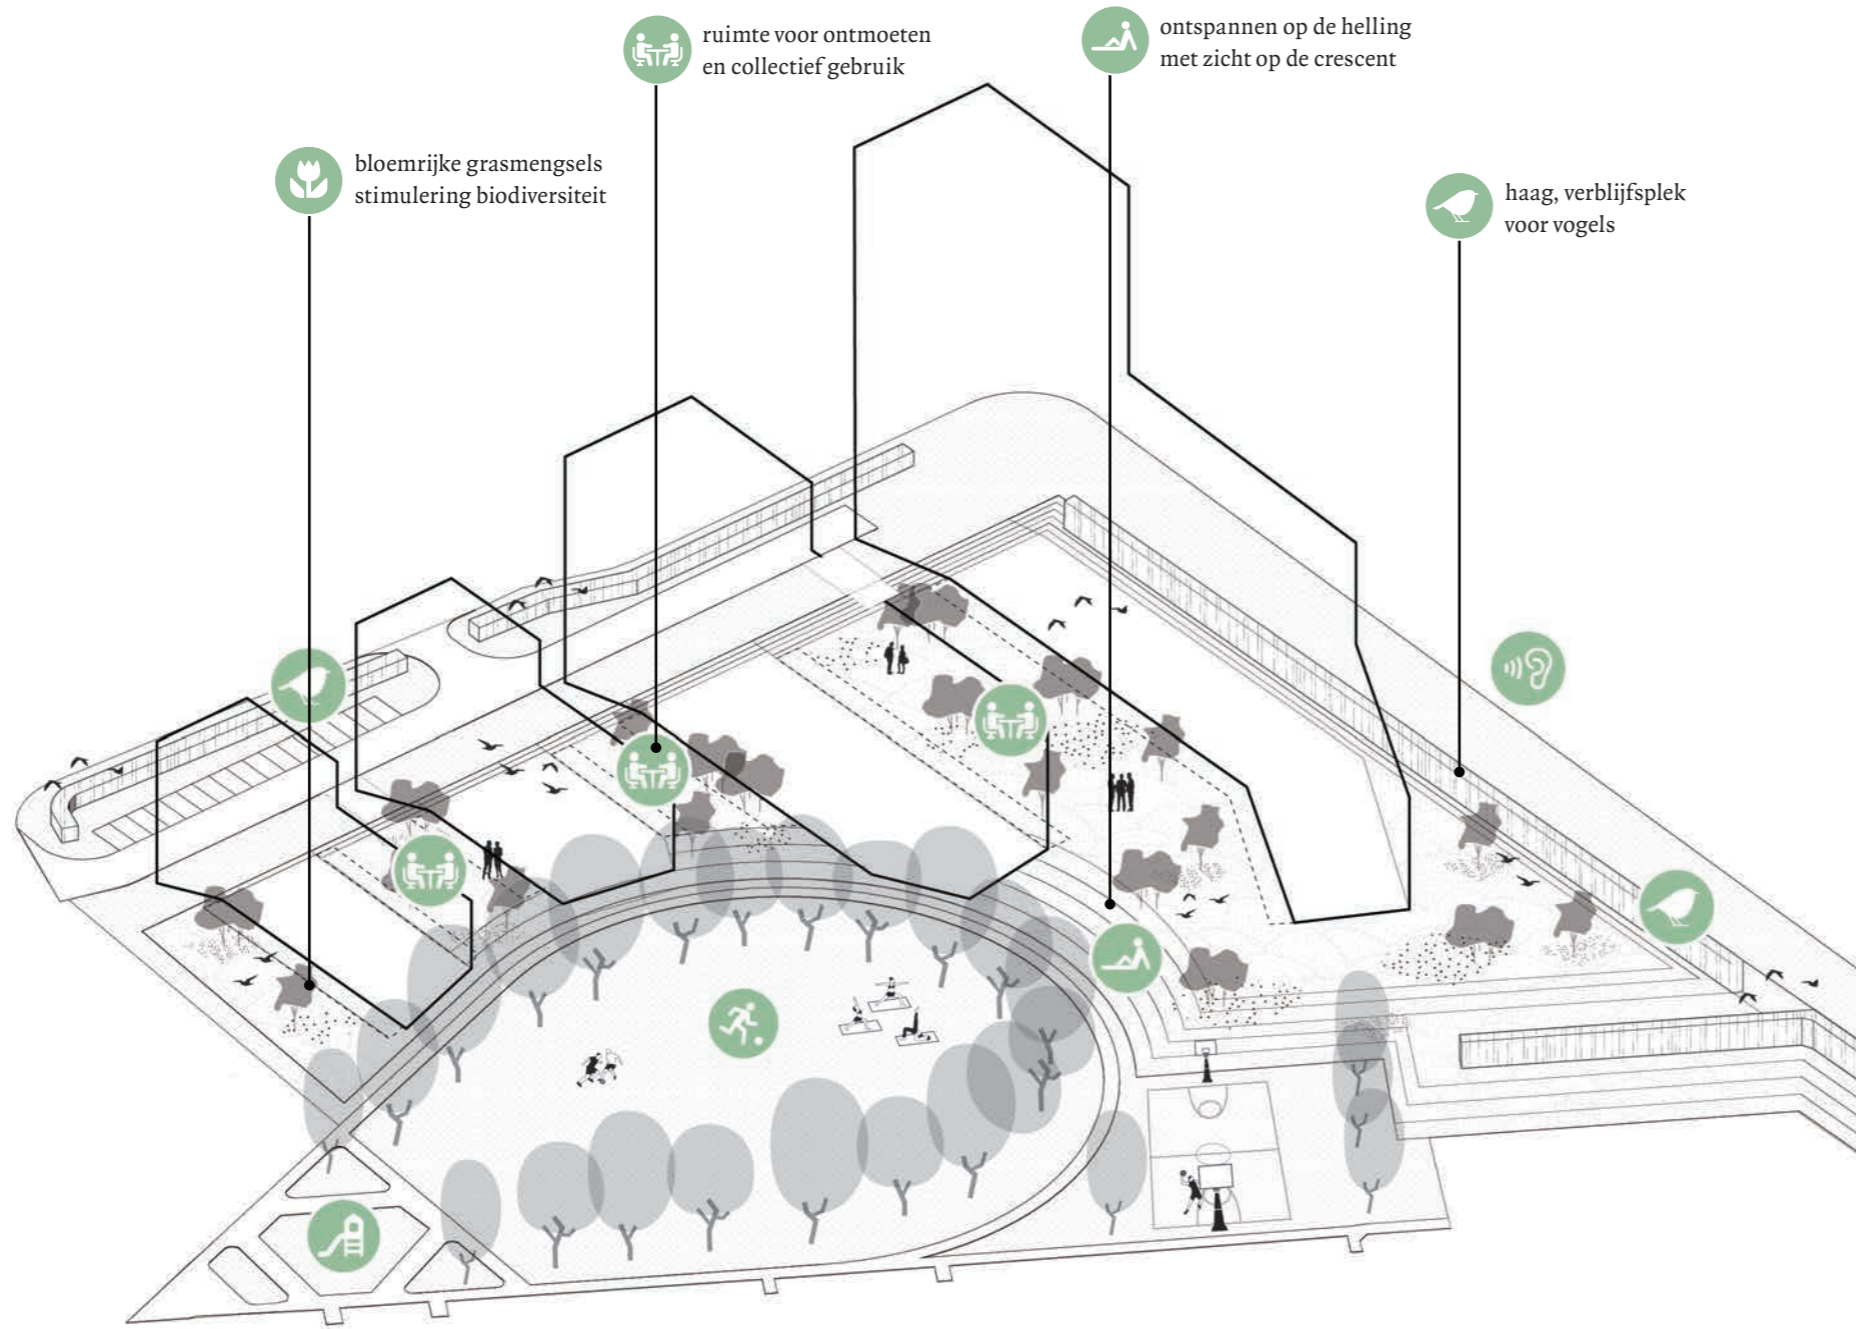 ruimte voor ontmoeten
en collectief gebruik
ontspannen op de helling
met zicht op de crescent
bloemrijke grasmengsels
stimulering biodiversiteit
haag, verblijfsplek
voor vogels